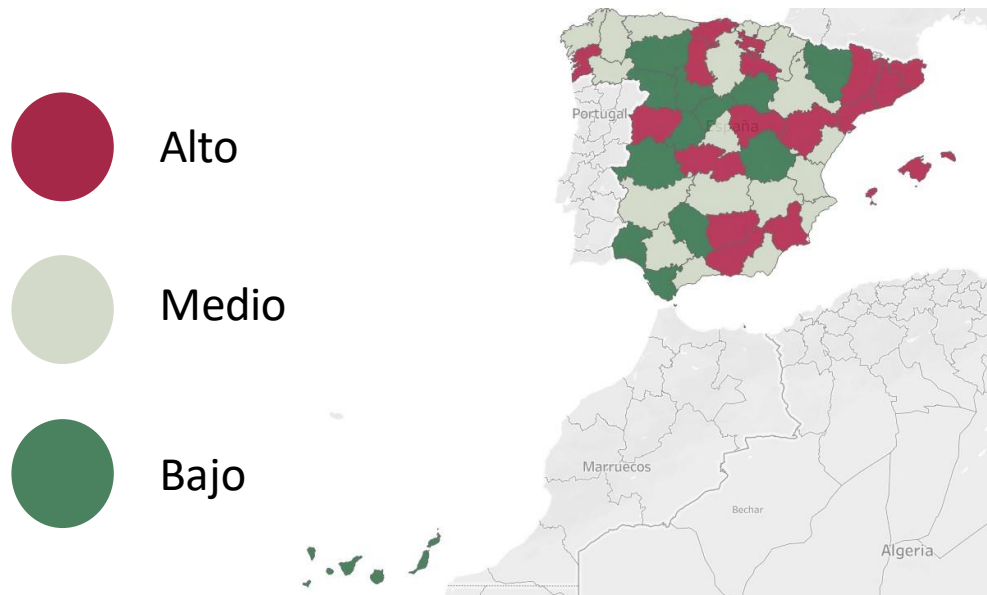 Alto
Medio
Bajo
Portugal
España
Marruecos
Bechar
Algeria